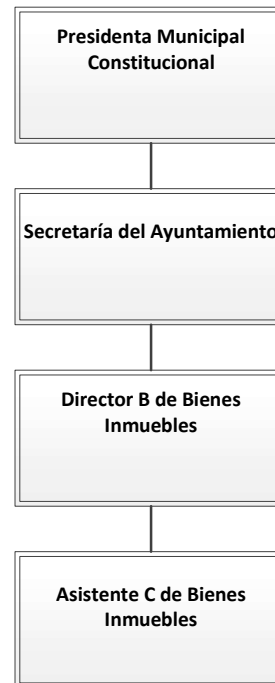 Presidenta Municipal
Constitucional
Secretaría del Ayuntamiento
Director B de Bienes
Inmuebles
Asistente C de Bienes
Inmuebles